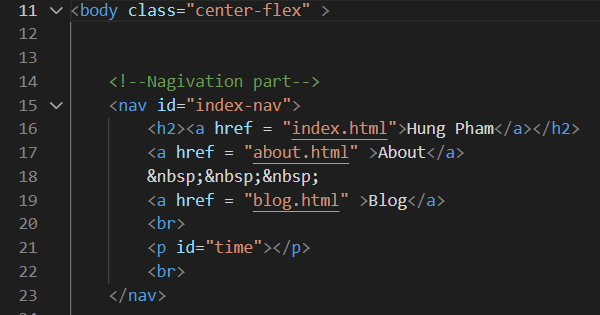 11 <body class="center-flex" >
12
13
14 <!--Nagivation part-->
15 <nav id="index-nav">
16 <h2><a href = "index.html">Hung Pham</a></h2>
17 <a href = "about.html" >About</a>
18 &nbsp;&nbsp;&nbsp;
19 <a href = "blog.html" >Blog</a>
20 <br>
21 <p id="time"></p>
22 <br>
23 </nav>